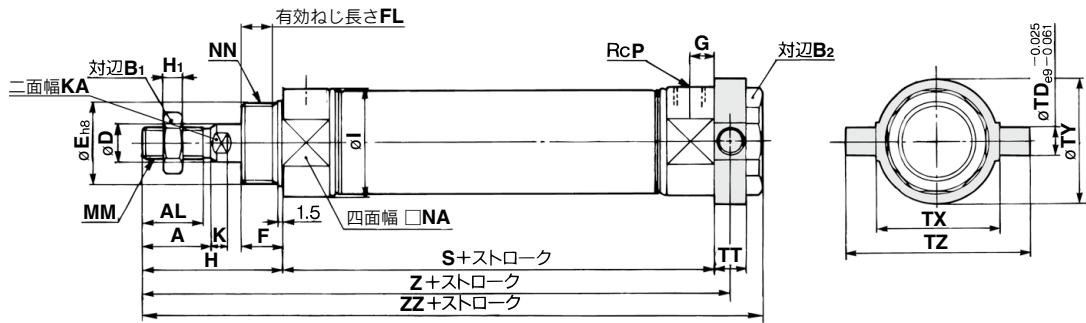 有効ねじ長さFL
NN
RcP
G
対辺B2
対辺B1
H1
二面幅KA
øEh8
øD
øI
øTDe9 -0.025 -0.061
øTY
MM
AL
A
K
F
1.5
四面幅 □NA
H
S+ストローク
TT
Z+ストローク
ZZ+ストローク
TX
TZ